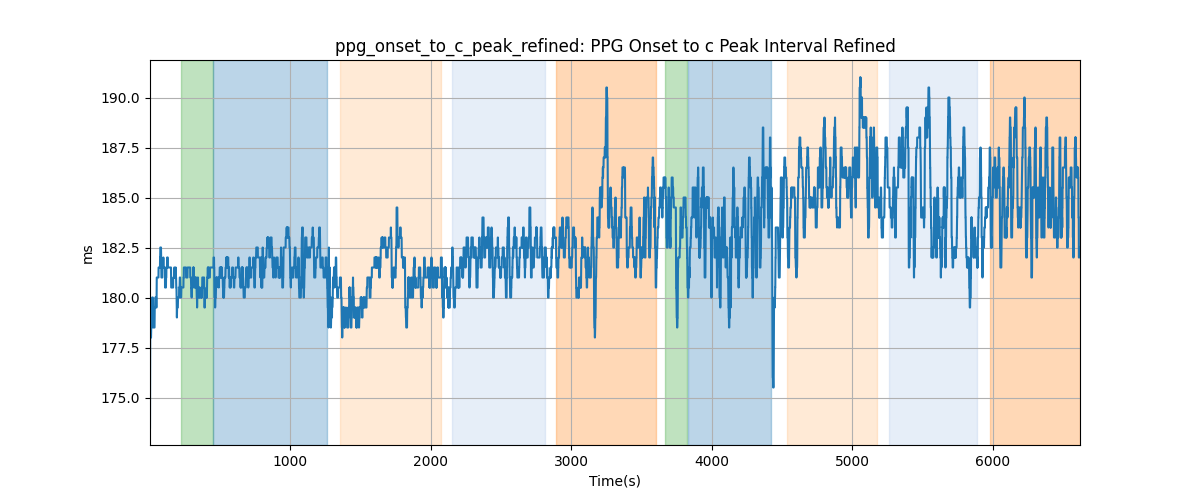 ppg_onset_to_c_peak_refined: PPG Onset to c Peak Interval Refined
190.0
187.5
185.0
182.5
180.0
177.5
175.0
ms
1000 2000 3000 4000 5000 6000
Time(s)